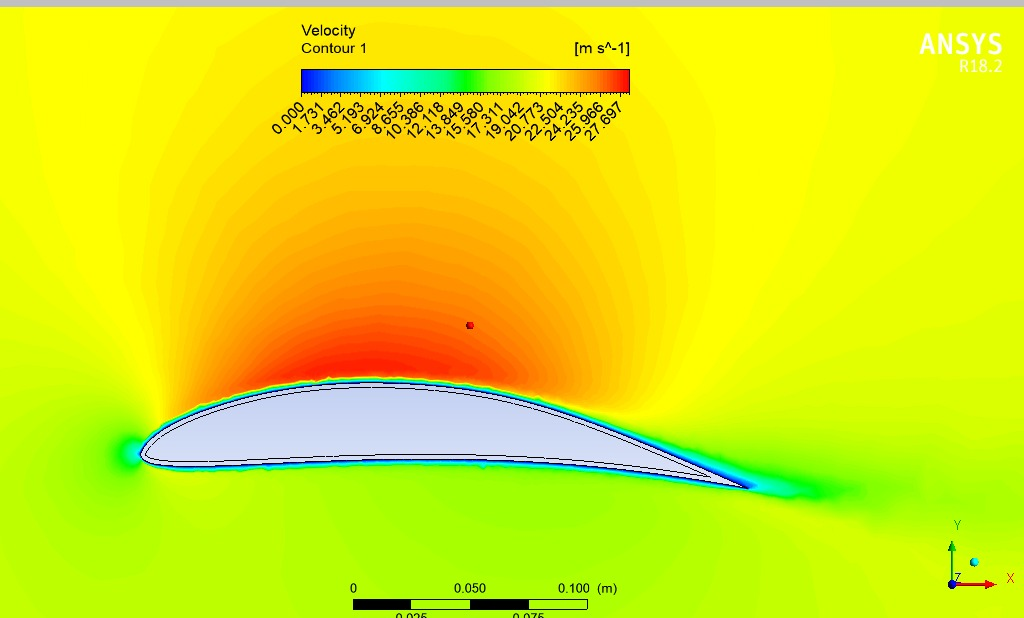 Velocity
Contour 1 [m s^-1]
ANSYS
R18.2
0.000 1.731 3.462 5.193 6.924 8.655 10.386 12.118 13.849 15.580 17.311 19.042 20.773 22.504 24.235 25.966 27.697
Y
Z X
0 0.050 0.100 (m)
0.025 0.075